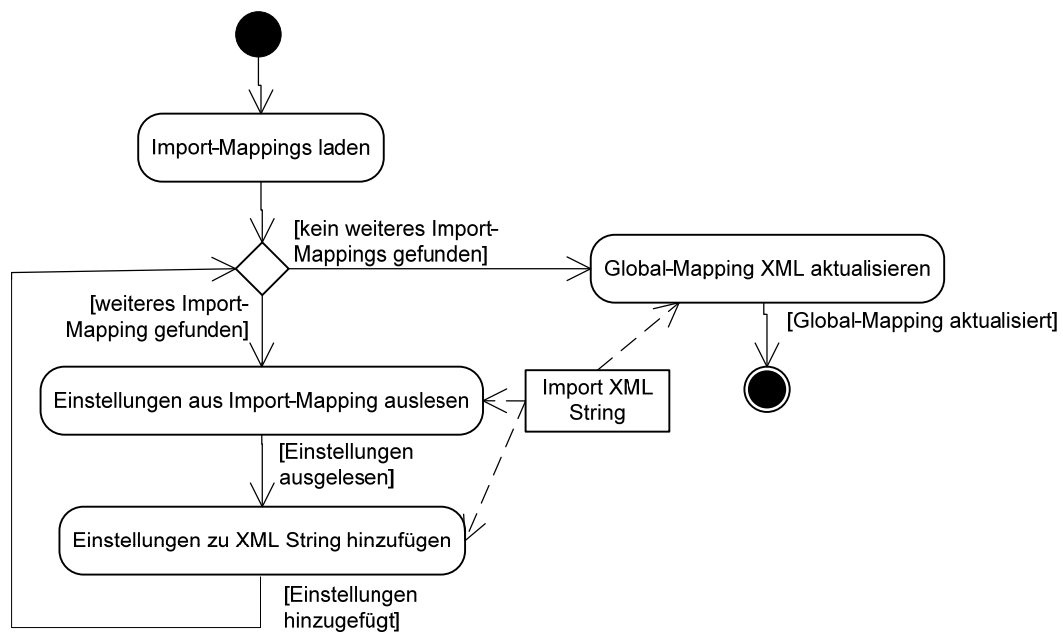 Import-Mappings laden
[kein weiteres Import-
Mappings gefunden]
Global-Mapping XML aktualisieren
[weiteres Import-
Mapping gefunden]
[Global-Mapping aktualisiert]
Einstellungen aus Import-Mapping auslesen
Import XML
String
[Einstellungen
ausgelesen]
Einstellungen zu XML String hinzufügen
[Einstellungen
hinzugefügt]